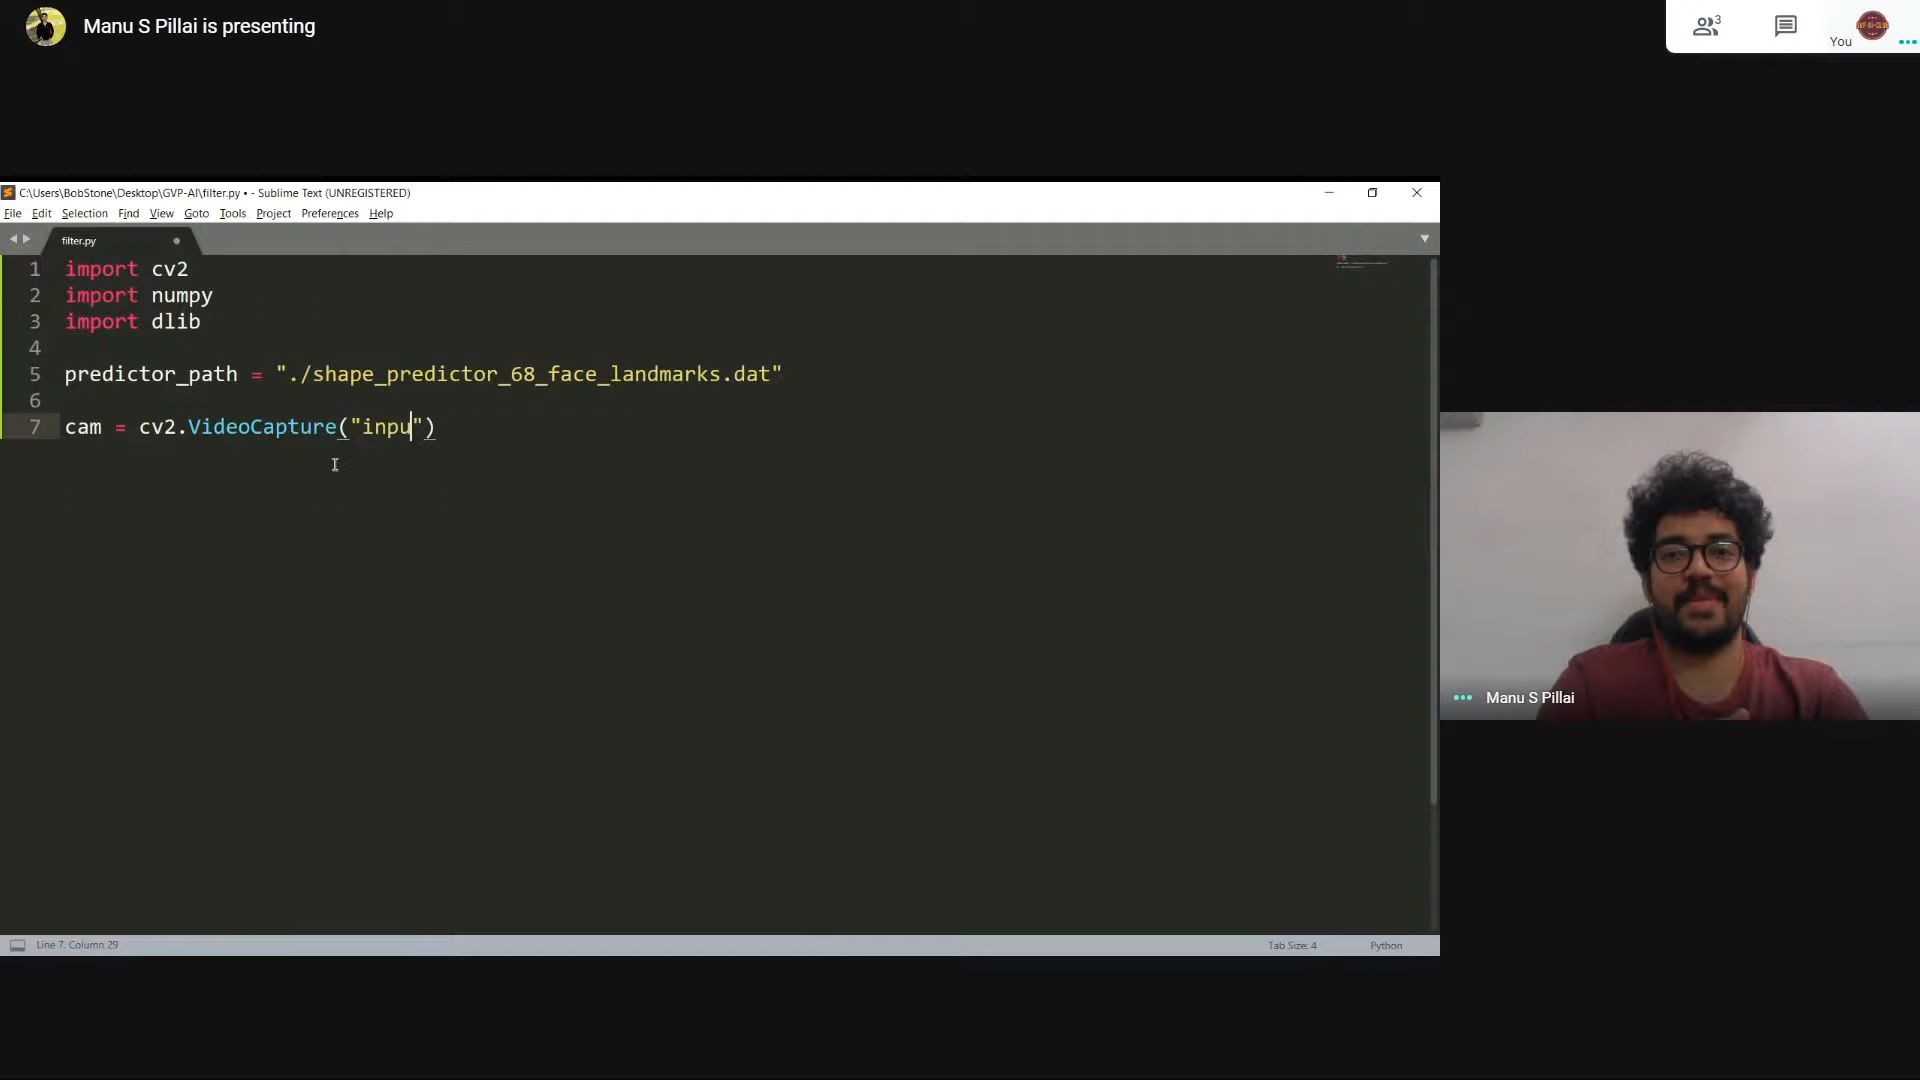 Manu S Pillai is presenting
3
You
C:\Users\BobStone\Desktop\GVP-AI\filter.py • - Sublime Text (UNREGISTERED)
File Edit Selection Find View Goto Tools Project Preferences Help
filter.py
1 import cv2
2 import numpy
3 import dlib
4
5 predictor_path = "./shape_predictor_68_face_landmarks.dat"
6
7 cam = cv2.VideoCapture("inpu")
Manu S Pillai
Line 7, Column 29
Tab Size: 4
Python